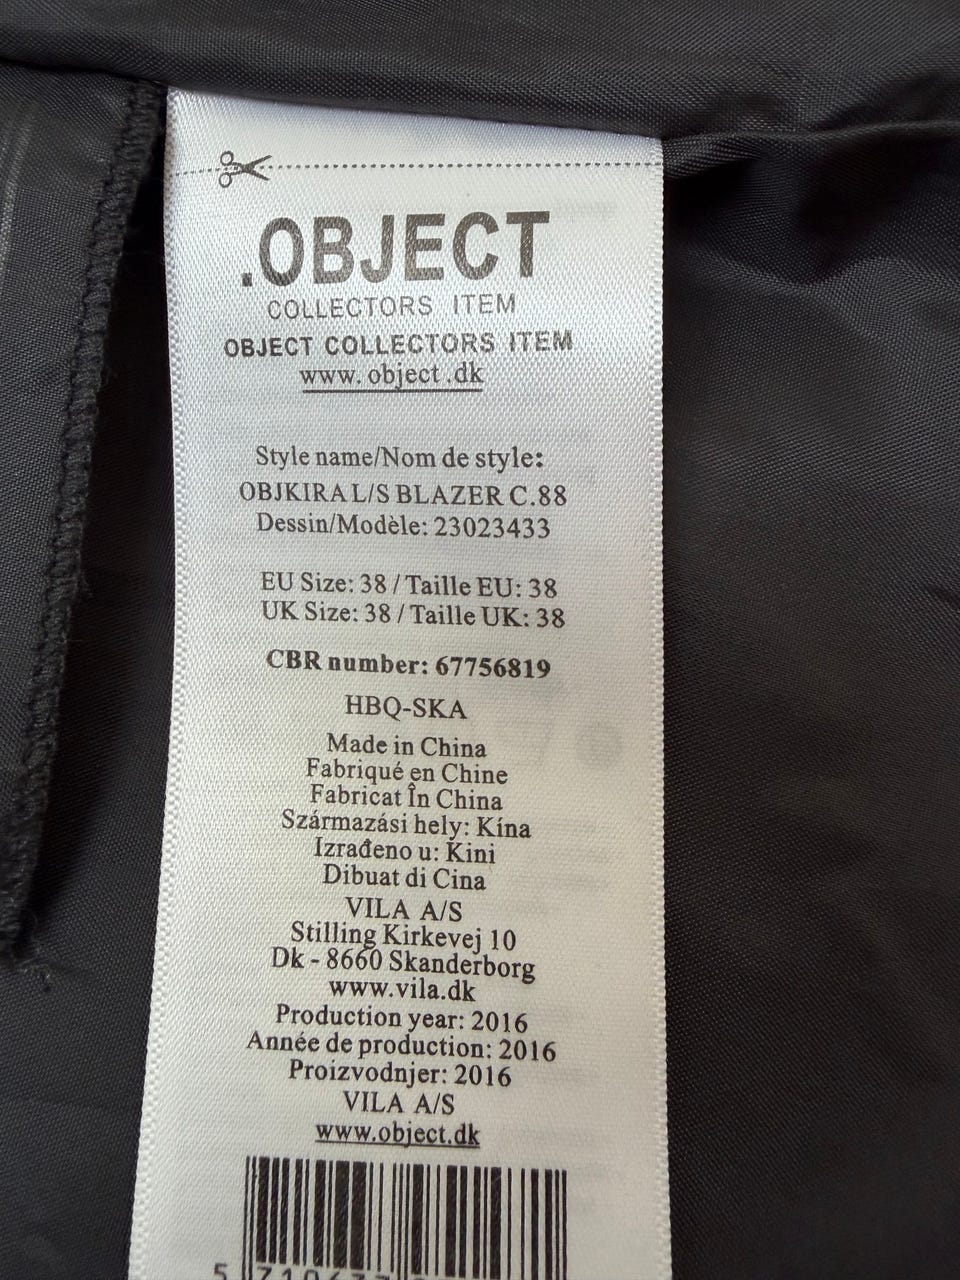 .OBJECT
COLLECTORS ITEM
OBJECT COLLECTORS ITEM
www. object .dk
Style name/Nom de style:
OBJKIRA L/S BLAZER C.88
Dessin/Modèle: 23023433
EU Size: 38 / Taille EU: 38
UK Size: 38 / Taille UK: 38
CBR number: 67756819
HBQ-SKA
Made in China
Fabriqué en Chine
Fabricat În China
Származási hely: Kína
Izrađeno u: Kini
Dibuat di Cina
VILA A/S
Stilling Kirkevej 10
Dk - 8660 Skanderborg
www.vila.dk
Production year: 2016
Année de production: 2016
Proizvodnjer: 2016
VILA A/S
www.object.dk